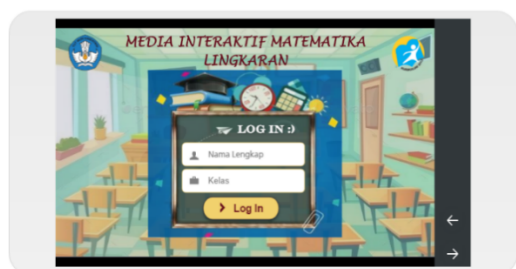 MEDIA INTERAKTIF MATEMATIKA
LINGKARAN
LOG IN :)
Nama Lengkap
Kelas
Log In